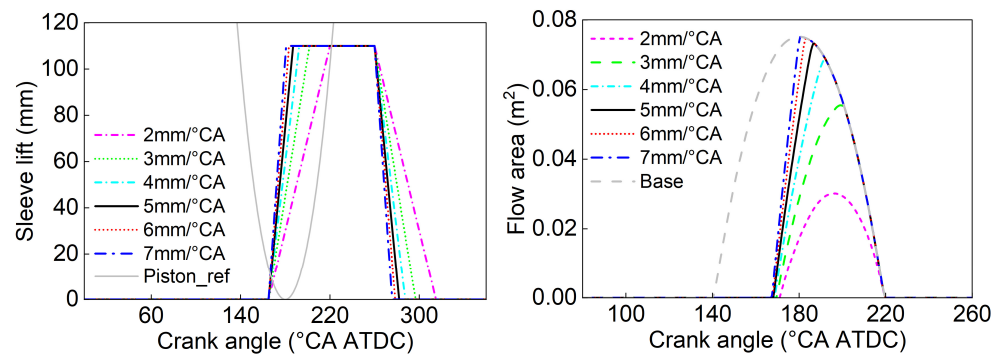 120
100
80
60
40
20
0
Sleeve lift (mm)
2mm/°CA
3mm/°CA
4mm/°CA
5mm/°CA
6mm/°CA
7mm/°CA
Piston_ref
60
140
220
300
Crank angle (°CA ATDC)
0.08
0.06
0.04
0.02
0.00
Flow area (m²)
2mm/°CA
3mm/°CA
4mm/°CA
5mm/°CA
6mm/°CA
7mm/°CA
Base
100
140
180
220
260
Crank angle (°CA ATDC)